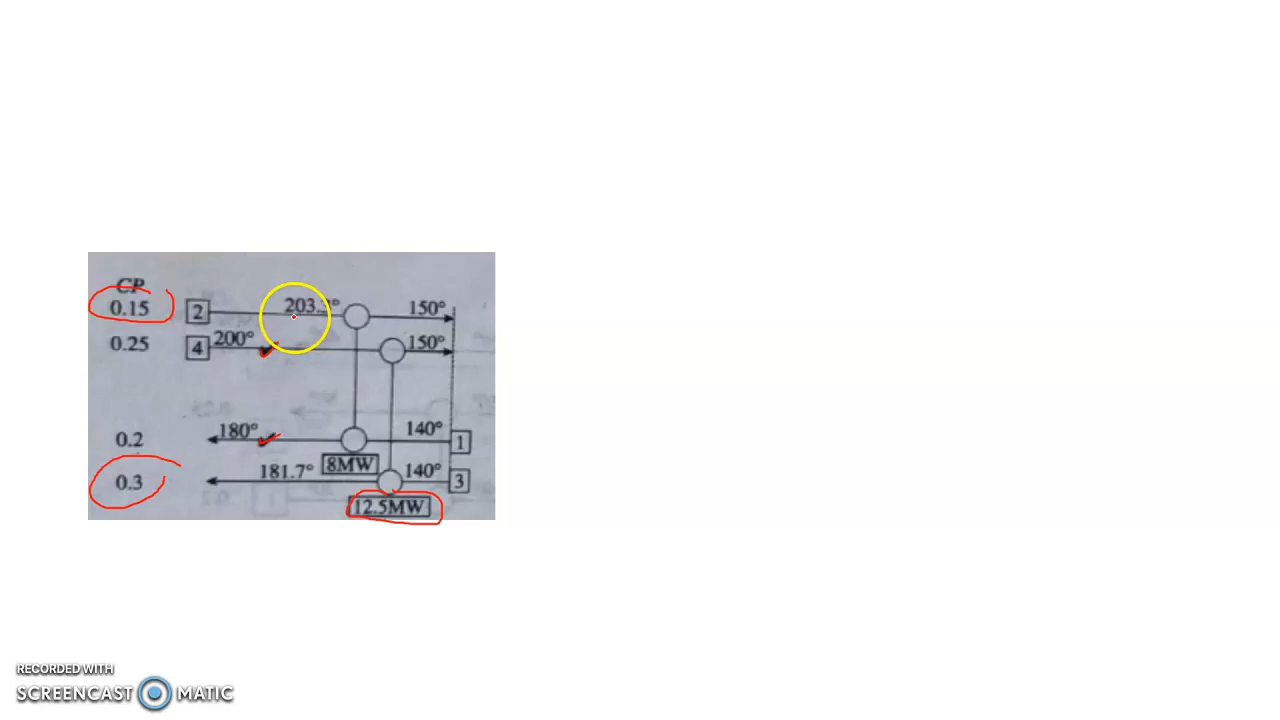 CP
0.15 2 203.3° 150°
0.25 4 200° 150°
0.2 180° 140° 1
8MW
0.3 181.7° 140° 3
12.5MW
RECORDED WITH
SCREENCAST MATIC